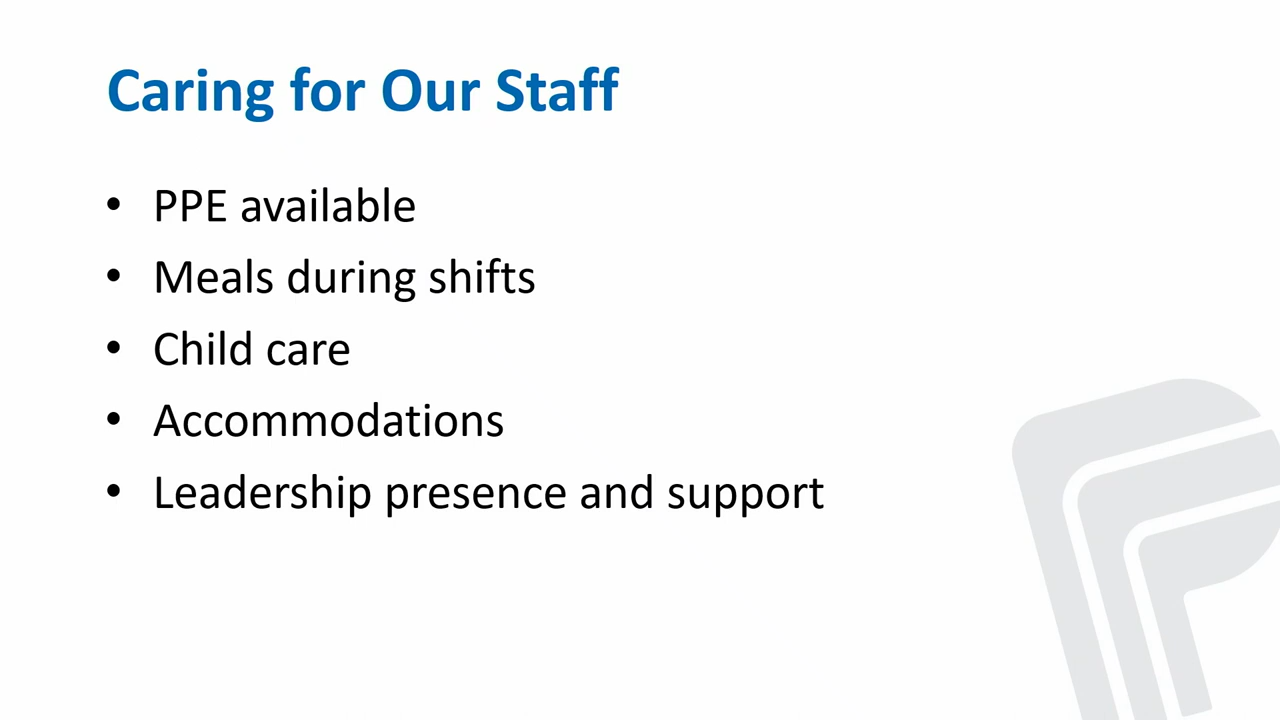 Caring for Our Staff
• PPE available
• Meals during shifts
• Child care
• Accommodations
• Leadership presence and support